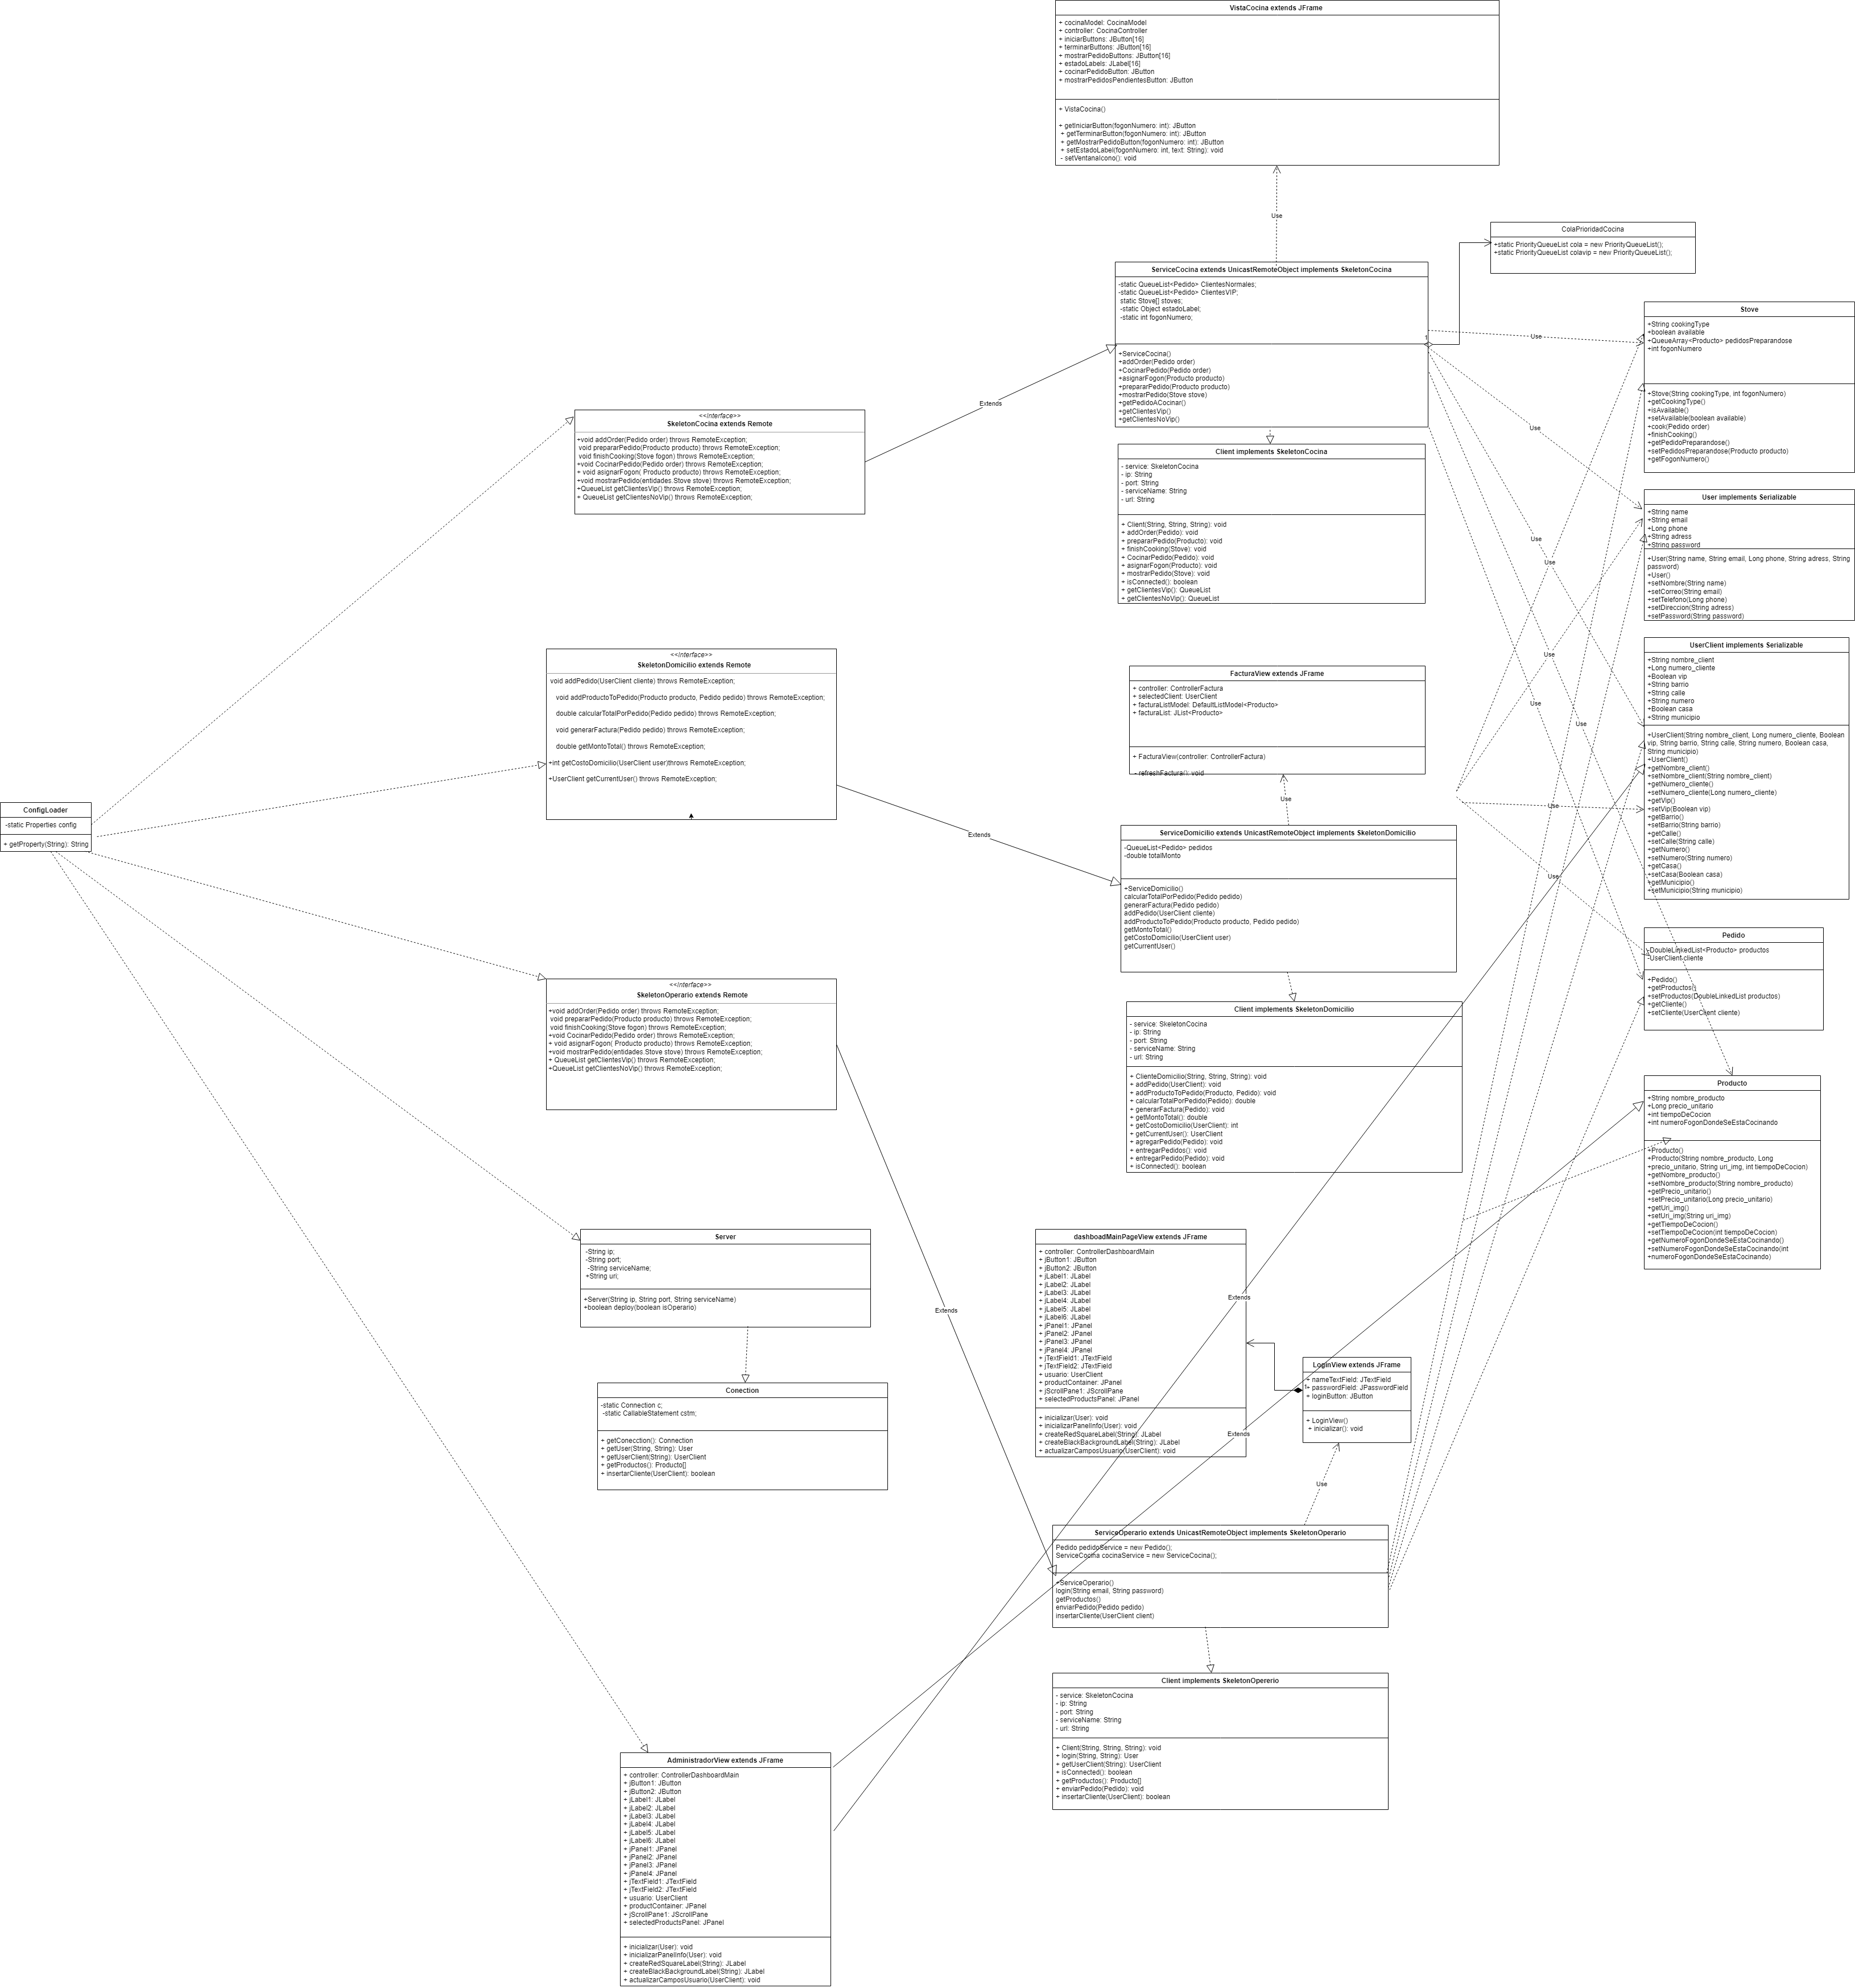 VistaCocina extends JFrame
+ cocinaModel: CocinaModel
+ controller: CocinaController
+ iniciarButtons: JButton[16]
+ terminarButtons: JButton[16]
+ mostrarPedidoButtons: JButton[16]
+ estadoLabels: JLabel[16]
+ cocinarPedidoButton: JButton
+ mostrarPedidosPendientesButton: JButton
+ VistaCocina()
+ getIniciarButton(fogonNumero: int): JButton
+ getTerminarButton(fogonNumero: int): JButton
+ getMostrarPedidoButton(fogonNumero: int): JButton
+ setEstadoLabel(fogonNumero: int, text: String): void
- setVentanaIcono(): void
Use
ColaPrioridadCocina
+static PriorityQueueList cola = new PriorityQueueList();
+static PriorityQueueList colavip = new PriorityQueueList();
ServiceCocina extends UnicastRemoteObject implements SkeletonCocina
-static QueueList<Pedido> ClientesNormales;
-static QueueList<Pedido> ClientesVIP;
static Stove[] stoves;
-static Object estadoLabel;
-static int fogonNumero;
+ServiceCocina()
+addOrder(Pedido order)
+CocinarPedido(Pedido order)
+asignarFogon(Producto producto)
+prepararPedido(Producto producto)
+mostrarPedido(Stove stove)
+getPedidoACocinar()
+getClientesVip()
+getClientesNoVip()
1
Use
Use
Use
Use
Use
Use
Use
Use
Use
Extends
Stove
+String cookingType
+boolean available
+QueueArray<Producto> pedidosPreparandose
+int fogonNumero
+Stove(String cookingType, int fogonNumero)
+getCookingType()
+isAvailable()
+setAvailable(boolean available)
+cook(Pedido order)
+finishCooking()
+getPedidoPreparandose()
+setPedidosPreparandose(Producto producto)
+getFogonNumero()
<<interface>>
SkeletonCocina extends Remote
+void addOrder(Pedido order) throws RemoteException;
void prepararPedido(Producto producto) throws RemoteException;
void finishCooking(Stove fogon) throws RemoteException;
+void CocinarPedido(Pedido order) throws RemoteException;
+ void asignarFogon( Producto producto) throws RemoteException;
+void mostrarPedido(entidades.Stove stove) throws RemoteException;
+QueueList getClientesVip() throws RemoteException;
+ QueueList getClientesNoVip() throws RemoteException;
Client implements SkeletonCocina
- service: SkeletonCocina
- ip: String
- port: String
- serviceName: String
- url: String
+ Client(String, String, String): void
+ addOrder(Pedido): void
+ prepararPedido(Producto): void
+ finishCooking(Stove): void
+ CocinarPedido(Pedido): void
+ asignarFogon(Producto): void
+ mostrarPedido(Stove): void
+ isConnected(): boolean
+ getClientesVip(): QueueList
+ getClientesNoVip(): QueueList
User implements Serializable
+String name
+String email
+Long phone
+String adress
+String password
+User(String name, String email, Long phone, String adress, String
password)
+User()
+setNombre(String name)
+setCorreo(String email)
+setTelefono(Long phone)
+setDireccion(String adress)
+setPassword(String password)
UserClient implements Serializable
+String nombre_client
+Long numero_cliente
+Boolean vip
+String barrio
+String calle
+String numero
+Boolean casa
+String municipio
+UserClient(String nombre_client, Long numero_cliente, Boolean
vip, String barrio, String calle, String numero, Boolean casa,
String municipio)
+UserClient()
+getNombre_client()
+setNombre_client(String nombre_client)
+getNumero_cliente()
+setNumero_cliente(Long numero_cliente)
+getVip()
+setVip(Boolean vip)
+getBarrio()
+setBarrio(String barrio)
+getCalle()
+setCalle(String calle)
+getNumero()
+setNumero(String numero)
+getCasa()
+setCasa(Boolean casa)
+getMunicipio()
+setMunicipio(String municipio)
<<interface>>
SkeletonDomicilio extends Remote
void addPedido(UserClient cliente) throws RemoteException;
void addProductoToPedido(Producto producto, Pedido pedido) throws RemoteException;
double calcularTotalPorPedido(Pedido pedido) throws RemoteException;
void generarFactura(Pedido pedido) throws RemoteException;
double getMontoTotal() throws RemoteException;
+int getCostoDomicilio(UserClient user)throws RemoteException;
+UserClient getCurrentUser() throws RemoteException;
FacturaView extends JFrame
+ controller: ControllerFactura
+ selectedClient: UserClient
+ facturaListModel: DefaultListModel<Producto>
+ facturaList: JList<Producto>
+ FacturaView(controller: ControllerFactura)
- refreshFactura(): void
Use
Extends
ConfigLoader
-static Properties config
+ getProperty(String): String
ServiceDomicilio extends UnicastRemoteObject implements SkeletonDomicilio
-QueueList<Pedido> pedidos
-double totalMonto
+ServiceDomicilio()
calcularTotalPorPedido(Pedido pedido)
generarFactura(Pedido pedido)
addPedido(UserClient cliente)
addProductoToPedido(Producto producto, Pedido pedido)
getMontoTotal()
getCostoDomicilio(UserClient user)
getCurrentUser()
Pedido
-DoubleLinkedList<Producto> productos
-UserClient cliente
+Pedido()
+getProductos()
+setProductos(DoubleLinkedList productos)
+getCliente()
+setCliente(UserClient cliente)
<<interface>>
SkeletonOperario extends Remote
+void addOrder(Pedido order) throws RemoteException;
void prepararPedido(Producto producto) throws RemoteException;
void finishCooking(Stove fogon) throws RemoteException;
+void CocinarPedido(Pedido order) throws RemoteException;
+ void asignarFogon( Producto producto) throws RemoteException;
+void mostrarPedido(entidades.Stove stove) throws RemoteException;
+ QueueList getClientesVip() throws RemoteException;
+QueueList getClientesNoVip() throws RemoteException;
Client implements SkeletonDomicilio
- service: SkeletonCocina
- ip: String
- port: String
- serviceName: String
- url: String
+ ClienteDomicilio(String, String, String): void
+ addPedido(UserClient): void
+ addProductoToPedido(Producto, Pedido): void
+ calcularTotalPorPedido(Pedido): double
+ generarFactura(Pedido): void
+ getMontoTotal(): double
+ getCostoDomicilio(UserClient): int
+ getCurrentUser(): UserClient
+ agregarPedido(Pedido): void
+ entregarPedidos(): void
+ entregarPedido(Pedido): void
+ isConnected(): boolean
Producto
+String nombre_producto
+Long precio_unitario
+int tiempoDeCocion
+int numeroFogonDondeSeEstaCocinando
+Producto()
+Producto(String nombre_producto, Long
+precio_unitario, String uri_img, int tiempoDeCocion)
+getNombre_producto()
+setNombre_producto(String nombre_producto)
+getPrecio_unitario()
+setPrecio_unitario(Long precio_unitario)
+getUri_img()
+setUri_img(String uri_img)
+getTiempoDeCocion()
+setTiempoDeCocion(int tiempoDeCocion)
+getNumeroFogonDondeSeEstaCocinando()
+setNumeroFogonDondeSeEstaCocinando(int
+numeroFogonDondeSeEstaCocinando)
Server
-String ip;
-String port;
-String serviceName;
+String uri;
+Server(String ip, String port, String serviceName)
+boolean deploy(boolean isOperario)
Extends
Extends
Extends
dashboadMainPageView extends JFrame
+ controller: ControllerDashboardMain
+ jButton1: JButton
+ jButton2: JButton
+ jLabel1: JLabel
+ jLabel2: JLabel
+ jLabel3: JLabel
+ jLabel4: JLabel
+ jLabel5: JLabel
+ jLabel6: JLabel
+ jPanel1: JPanel
+ jPanel2: JPanel
+ jPanel3: JPanel
+ jPanel4: JPanel
+ jTextField1: JTextField
+ jTextField2: JTextField
+ usuario: UserClient
+ productContainer: JPanel
+ jScrollPane1: JScrollPane
+ selectedProductsPanel: JPanel
+ inicializar(User): void
+ inicializarPanelInfo(User): void
+ createRedSquareLabel(String): JLabel
+ createBlackBackgroundLabel(String): JLabel
+ actualizarCamposUsuario(UserClient): void
LoginView extends JFrame
+ nameTextField: JTextField
1
+ passwordField: JPasswordField
+ loginButton: JButton
+ LoginView()
+ inicializar(): void
Use
Conection
-static Connection c;
-static CallableStatement cstm;
+ getConecction(): Connection
+ getUser(String, String): User
+ getUserClient(String): UserClient
+ getProductos(): Producto[]
+ insertarCliente(UserClient): boolean
ServiceOperario extends UnicastRemoteObject implements SkeletonOperario
Pedido pedidoService = new Pedido();
ServiceCocina cocinaService = new ServiceCocina();
+ServiceOperario()
login(String email, String password)
getProductos()
enviarPedido(Pedido pedido)
insertarCliente(UserClient client)
Client implements SkeletonOpererio
- service: SkeletonCocina
- ip: String
- port: String
- serviceName: String
- url: String
+ Client(String, String, String): void
+ login(String, String): User
+ getUserClient(String): UserClient
+ isConnected(): boolean
+ getProductos(): Producto[]
+ enviarPedido(Pedido): void
+ insertarCliente(UserClient): boolean
AdministradorView extends JFrame
+ controller: ControllerDashboardMain
+ jButton1: JButton
+ jButton2: JButton
+ jLabel1: JLabel
+ jLabel2: JLabel
+ jLabel3: JLabel
+ jLabel4: JLabel
+ jLabel5: JLabel
+ jLabel6: JLabel
+ jPanel1: JPanel
+ jPanel2: JPanel
+ jPanel3: JPanel
+ jPanel4: JPanel
+ jTextField1: JTextField
+ jTextField2: JTextField
+ usuario: UserClient
+ productContainer: JPanel
+ jScrollPane1: JScrollPane
+ selectedProductsPanel: JPanel
+ inicializar(User): void
+ inicializarPanelInfo(User): void
+ createRedSquareLabel(String): JLabel
+ createBlackBackgroundLabel(String): JLabel
+ actualizarCamposUsuario(UserClient): void